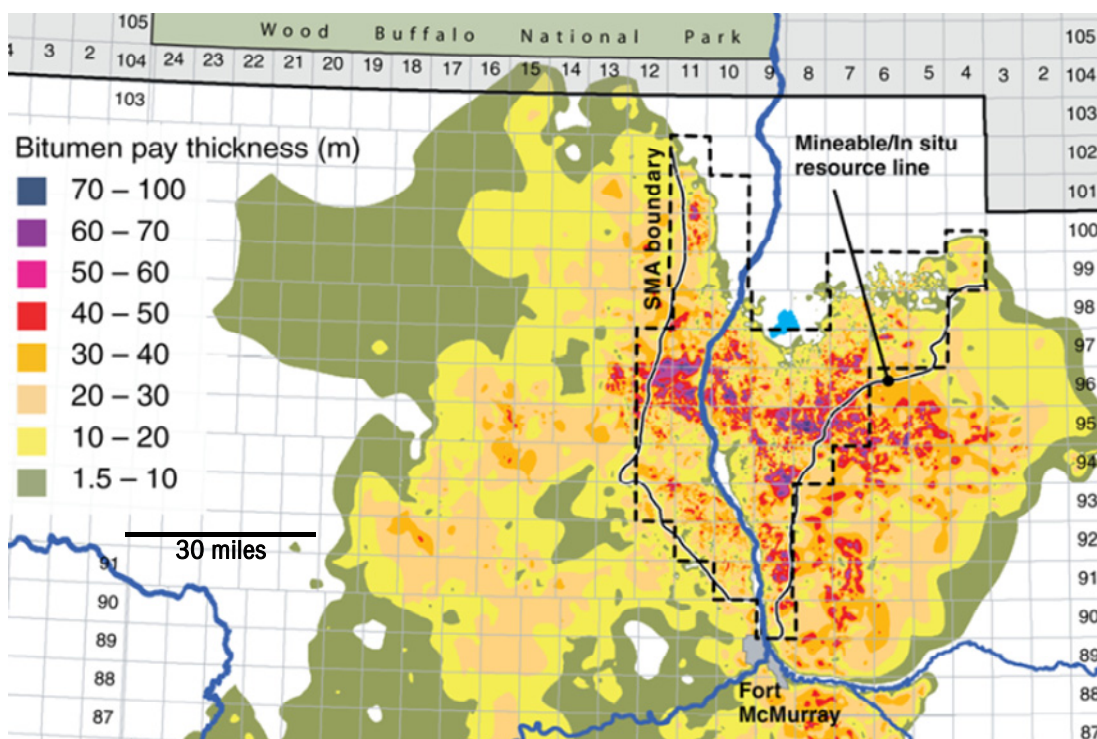 105
Wood Buffalo National Park
105
4 3 2 104 24 23 22 21 20 19 18 17 16 15 14 13 12 11 10 9 8 7 6 5 4 3 2 104
103
103
Mineable/In situ
resource line
102
101
100
99
98
97
96
95
94
93
92
91
90
89
88
87
SMA boundary
Bitumen pay thickness (m)
70 – 100
60 – 70
50 – 60
40 – 50
30 – 40
20 – 30
10 – 20
1.5 – 10
30 miles
91
90
89
88
87
Fort
McMurray